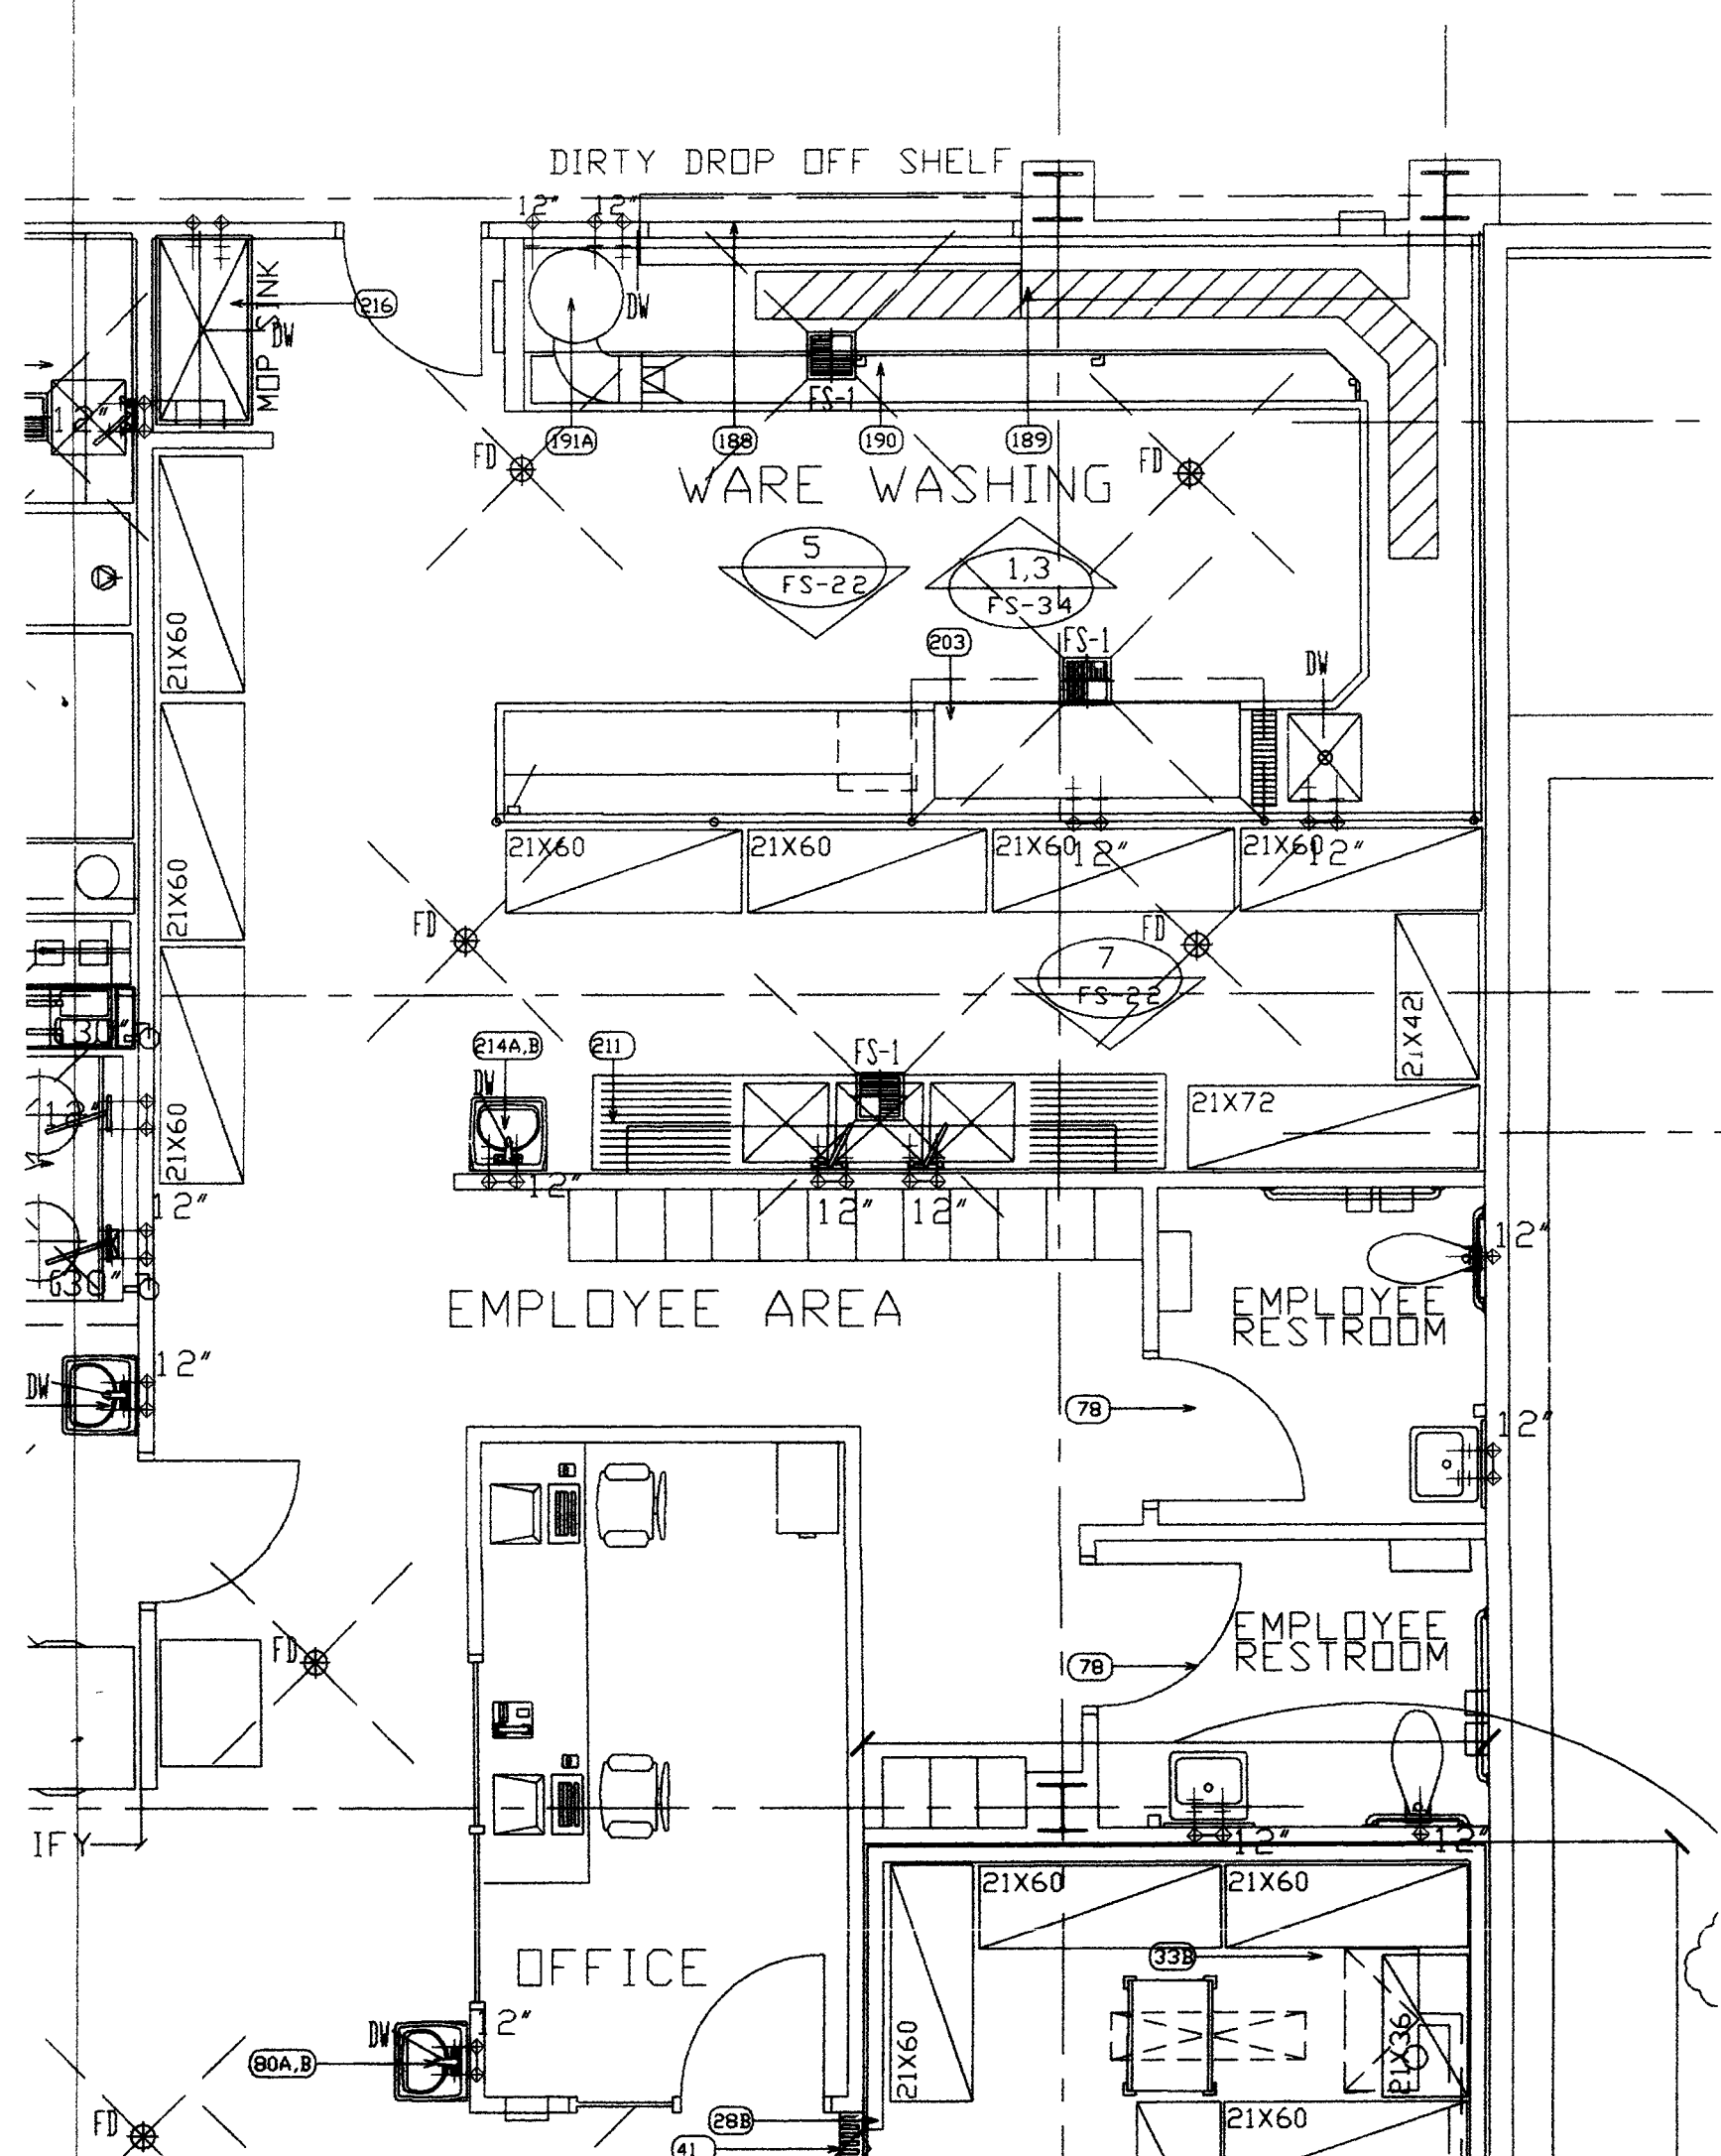 DIRTY DROP OFF SHELF
12" 12"
MOP SINK
216
DW
DW
12"
FS-1
191A
188
190
189
FD
FD
WARE WASHING
5
FS-22
1,3
FS-34
21X60
203
FS-1
DW
21X60
21X60
21X60
21X60
21X60
12"
12"
FD
FD
7
FS-22
21X42
G30"
214A,B
211
FS-1
DW
21X72
12"
21X60
12"
12"
12"
12"
12"
G30"
EMPLOYEE AREA
EMPLOYEE
RESTROOM
12"
DW
78
12"
EMPLOYEE
RESTROOM
FD
78
IFY
12"
12"
21X60
21X60
OFFICE
33B
12"
DW
80A,B
21X60
21X36
FD
28B
21X60
41